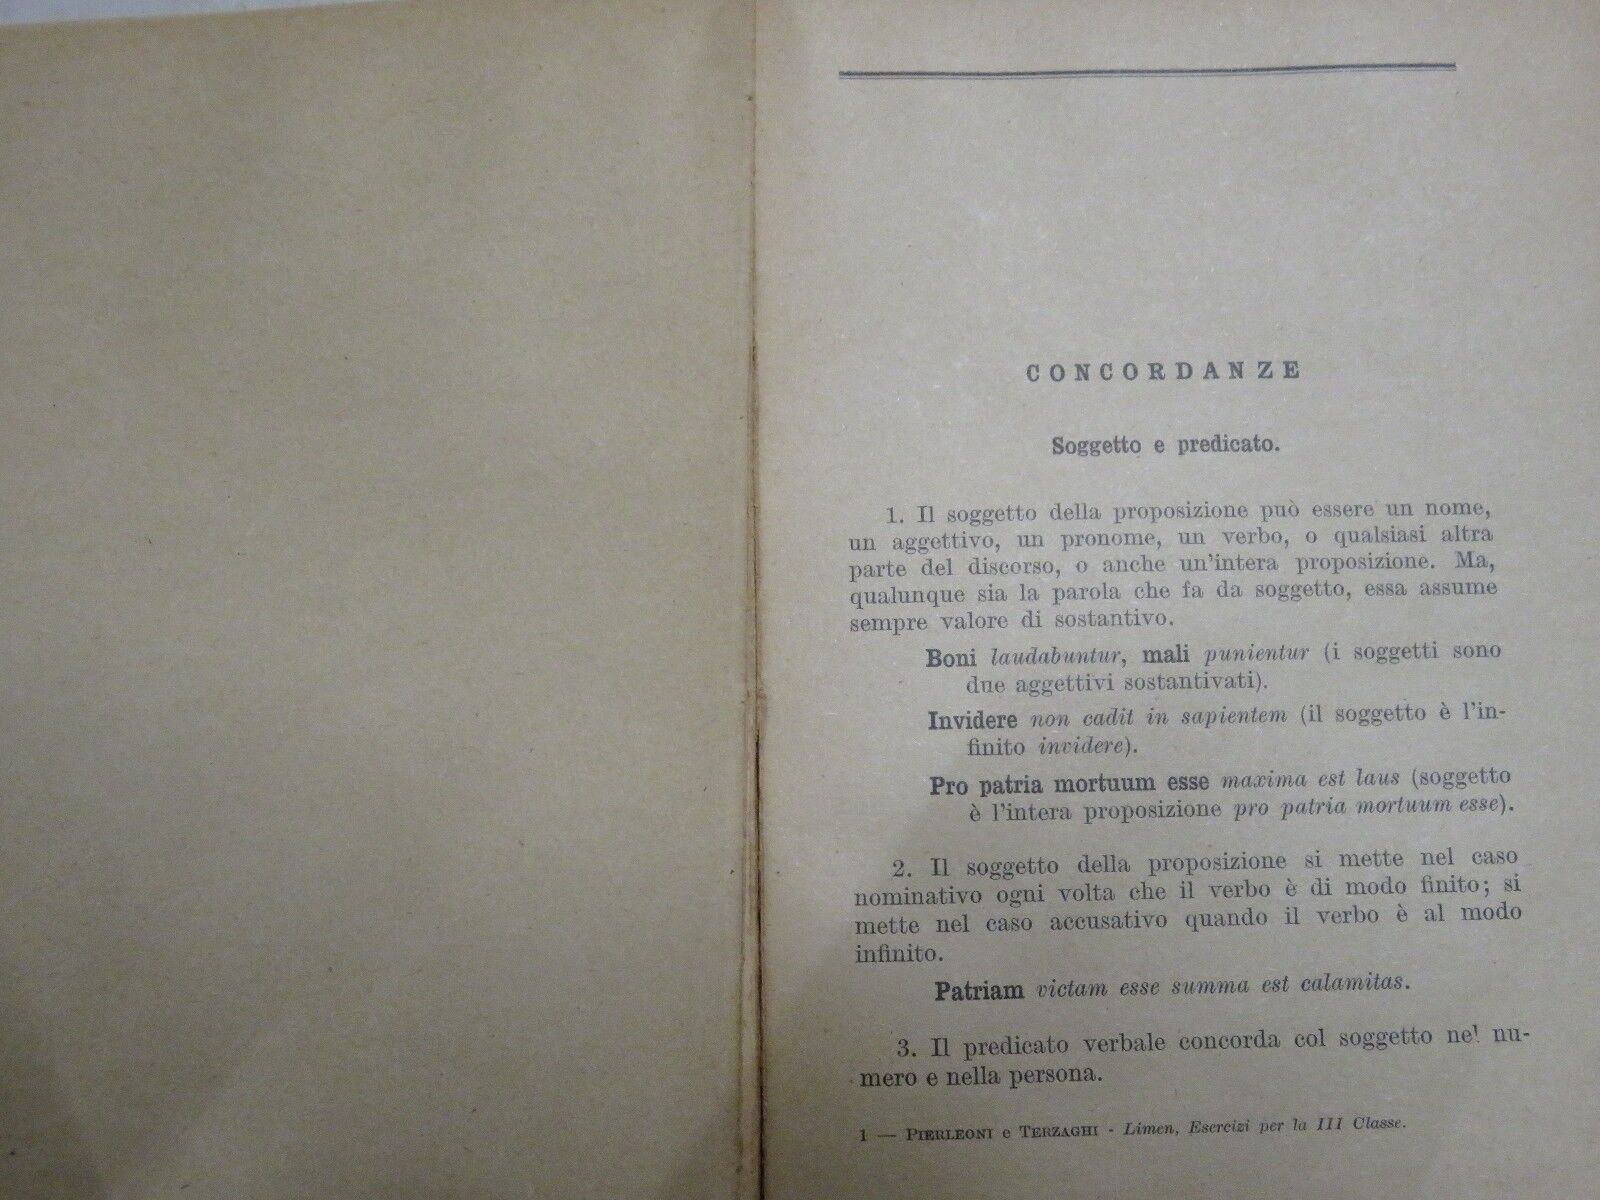 CONCORDANZE
Soggetto e predicato.
1. Il soggetto della proposizione può essere un nome,
un aggettivo, un pronome, un verbo, o qualsiasi altra
parte del discorso, o anche un'intera proposizione. Ma,
qualunque sia la parola che fa da soggetto, essa assume
sempre valore di sostantivo.
Boni laudabuntur, mali punientur (i soggetti sono
due aggettivi sostantivati).
Invidere non cadit in sapientem (il soggetto è l'in-
finito invidere).
Pro patria mortuum esse maxima est laus (soggetto
è l'intera proposizione pro patria mortuum esse).
2. Il soggetto della proposizione si mette nel caso
nominativo ogni volta che il verbo è di modo finito; si
mette nel caso accusativo quando il verbo è al modo
infinito.
Patriam victam esse summa est calamitas.
3. Il predicato verbale concorda col soggetto nel nu-
mero e nella persona.
1 — PIERLEONI e TERZAGHI - Limen, Esercizi per la III Classe.